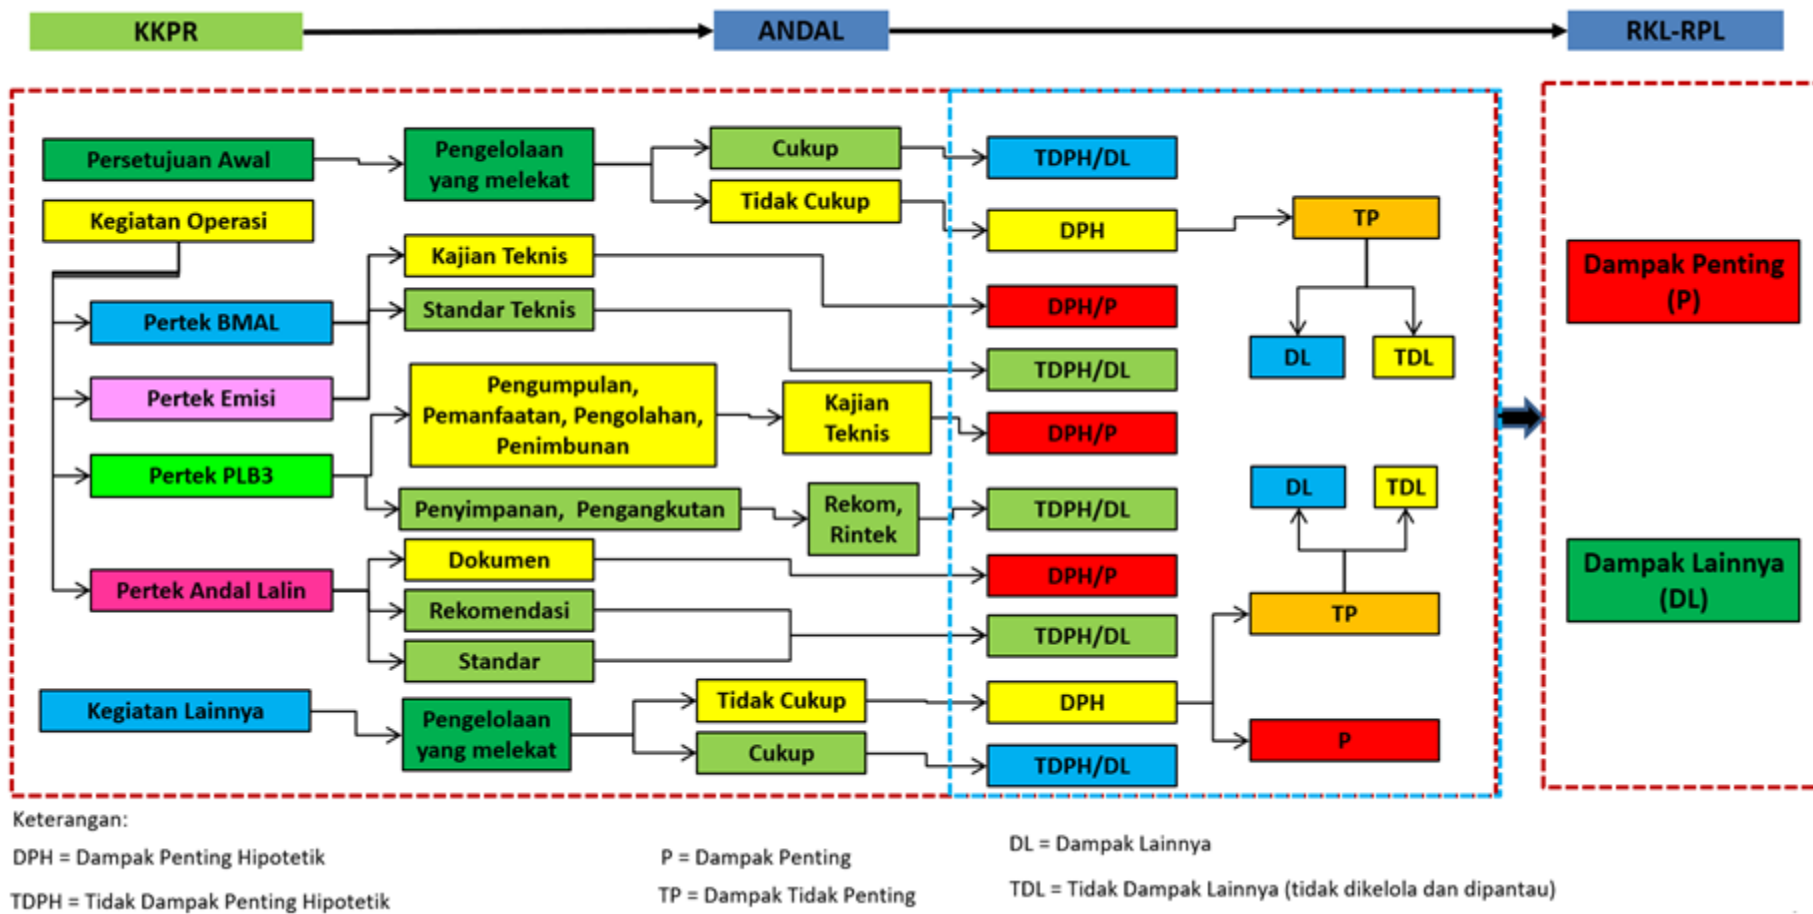 KKPR
ANDAL
RKL-RPL
Persetujuan Awal
Pengelolaan
yang melekat
Cukup
Tidak Cukup
TDPH/DL
DPH
TP
DL
TDL
Kegiatan Operasi
Pertek BMAL
Pertek Emisi
Kajian Teknis
Standar Teknis
DPH/P
TDPH/DL
Pertek PLB3
Pengumpulan,
Pemanfaatan, Pengolahan,
Penimbunan
Kajian
Teknis
DPH/P
Penyimpanan, Pengangkutan
Rekom,
Rintek
TDPH/DL
Pertek Andal Lalin
Dokumen
Rekomendasi
Standar
DPH/P
TDPH/DL
DL
TDL
TP
P
Kegiatan Lainnya
Pengelolaan
yang melekat
Tidak Cukup
Cukup
DPH
TDPH/DL
Dampak Penting
(P)
Dampak Lainnya
(DL)
Keterangan:
DPH = Dampak Penting Hipotetik
TDPH = Tidak Dampak Penting Hipotetik
P = Dampak Penting
TP = Dampak Tidak Penting
DL = Dampak Lainnya
TDL = Tidak Dampak Lainnya (tidak dikelola dan dipantau)